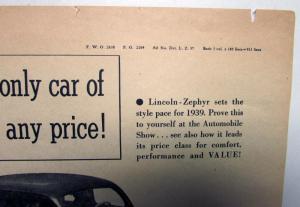 only car of
any price!
● Lincoln-Zephyr sets the
style pace for 1939. Prove this
to yourself at the Automobile
Show... see also how it leads
its price class for comfort,
performance and VALUE!